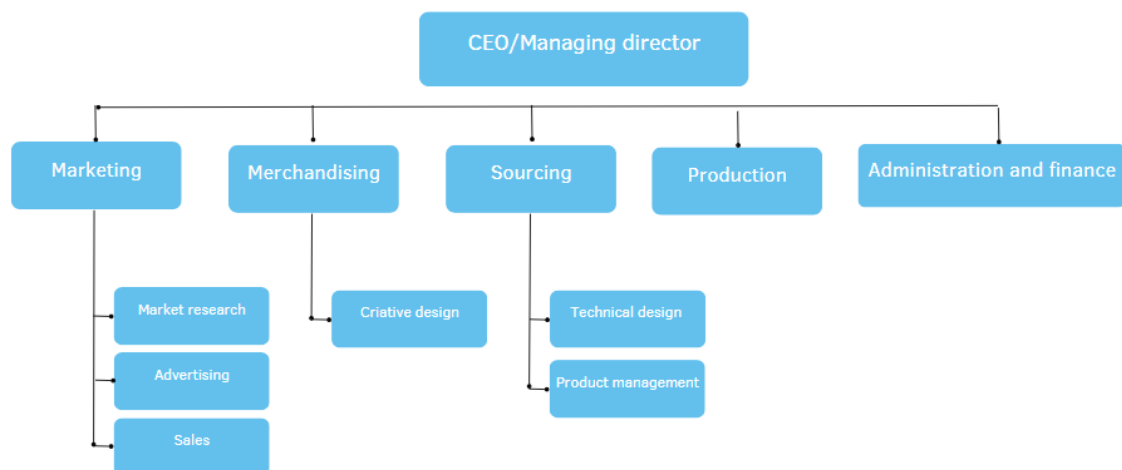 CEO/Managing director
Marketing
Merchandising
Sourcing
Production
Administration and finance
Market research
Criative design
Technical design
Advertising
Product management
Sales